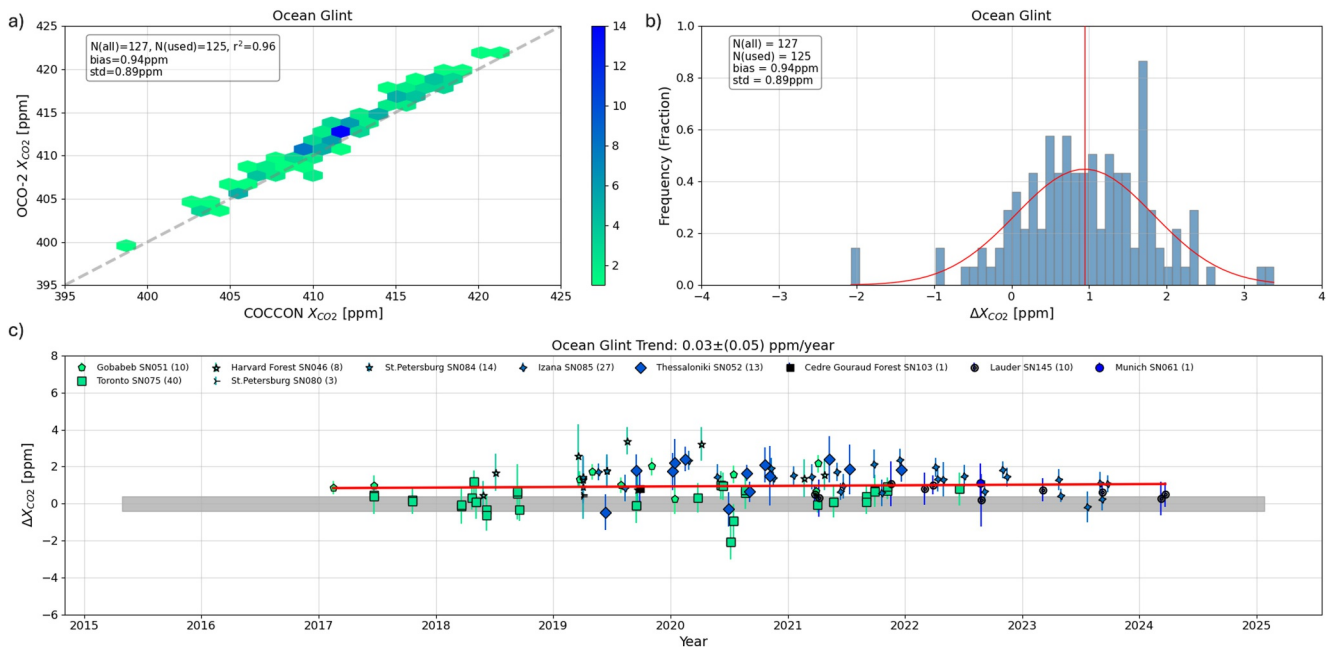 a)
Ocean Glint
N(all)=127, N(used)=125, r²=0.96
bias=0.94ppm
std=0.89ppm
425
420
415
410
405
400
395
OCO-2 X_CO2 [ppm]
395 400 405 410 415 420 425
COCCON X_CO2 [ppm]
14
12
10
8
6
4
2
b)
Ocean Glint
N(all) = 127
N(used) = 125
bias = 0.94ppm
std = 0.89ppm
1.0
0.8
0.6
0.4
0.2
0.0
Frequency (Fraction)
−4 −3 −2 −1 0 1 2 3 4
ΔX_CO2 [ppm]
c)
Ocean Glint Trend: 0.03±(0.05) ppm/year
Gobabeb SN051 (10) Harvard Forest SN046 (8) St.Petersburg SN084 (14) Izana SN085 (27) Thessaloniki SN052 (13) Cedre Gouraud Forest SN103 (1) Lauder SN145 (10) Munich SN061 (1)
Toronto SN075 (40) St.Petersburg SN080 (3)
8
6
4
2
0
−2
−4
−6
ΔX_CO2 [ppm]
2015 2016 2017 2018 2019 2020 2021 2022 2023 2024 2025
Year